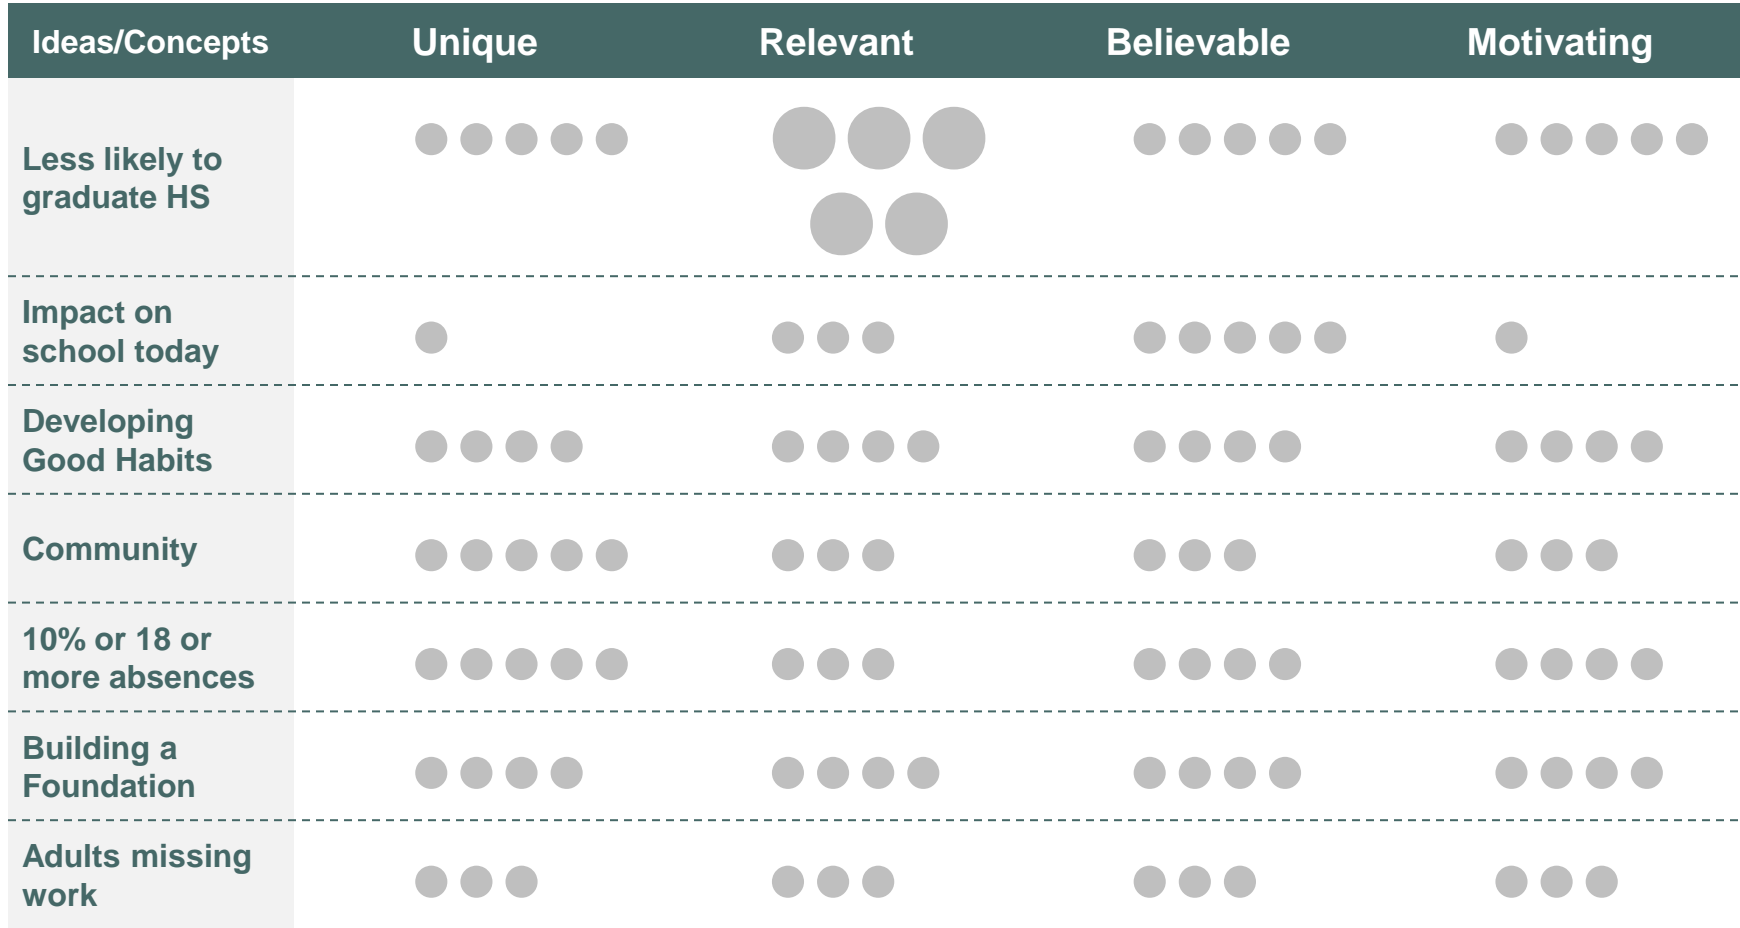 Ideas/Concepts Unique Relevant Believable Motivating
Less likely to
graduate HS
Impact on
school today
Developing
Good Habits
Community
10% or 18 or
more absences
Building a
Foundation
Adults missing
work